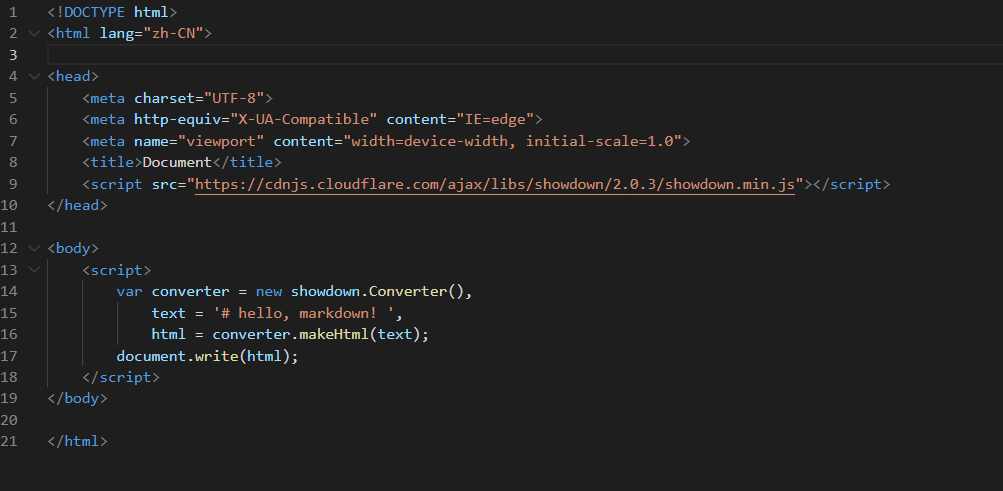 1 <!DOCTYPE html>
2 <html lang="zh-CN">
3
4 <head>
5     <meta charset="UTF-8">
6     <meta http-equiv="X-UA-Compatible" content="IE=edge">
7     <meta name="viewport" content="width=device-width, initial-scale=1.0">
8     <title>Document</title>
9     <script src="https://cdnjs.cloudflare.com/ajax/libs/showdown/2.0.3/showdown.min.js"></script>
10 </head>
11
12 <body>
13     <script>
14         var converter = new showdown.Converter(),
15             text = '# hello, markdown! ',
16             html = converter.makeHtml(text);
17         document.write(html);
18     </script>
19 </body>
20
21 </html>